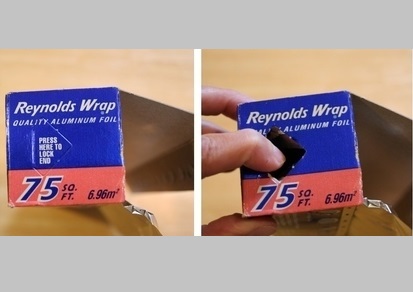 Reynolds Wrap
QUALITY ALUMINUM FOIL
PRESS
HERE TO
LOCK
END
75 SQ.
FT. 6.96m²
Reynolds Wrap
ALUMINUM FOIL
75 SQ.
FT. 6.96m²